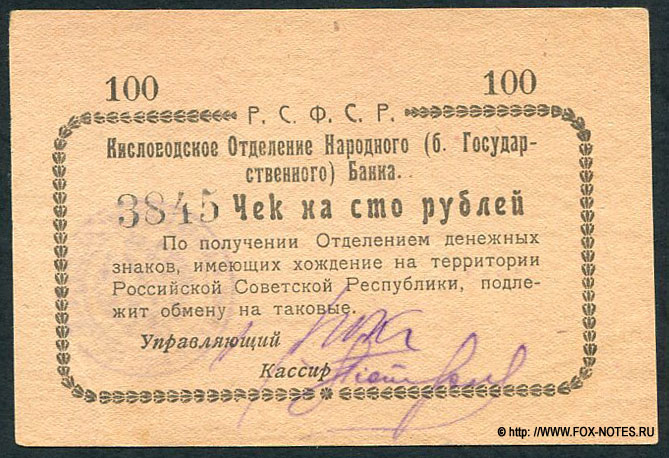 100 100
Р. С. Ф. С. Р.
Кисловодское Отделение Народного (б. Государ-
ственного) Банка.
3845 Чек на сто рублей
По получении Отделением денежных
знаков, имеющих хождение на территории
Российской Советской Республики, подле-
жит обмену на таковые.
Управляющий
Кассир
© http: //WWW.FOX-NOTES.RU